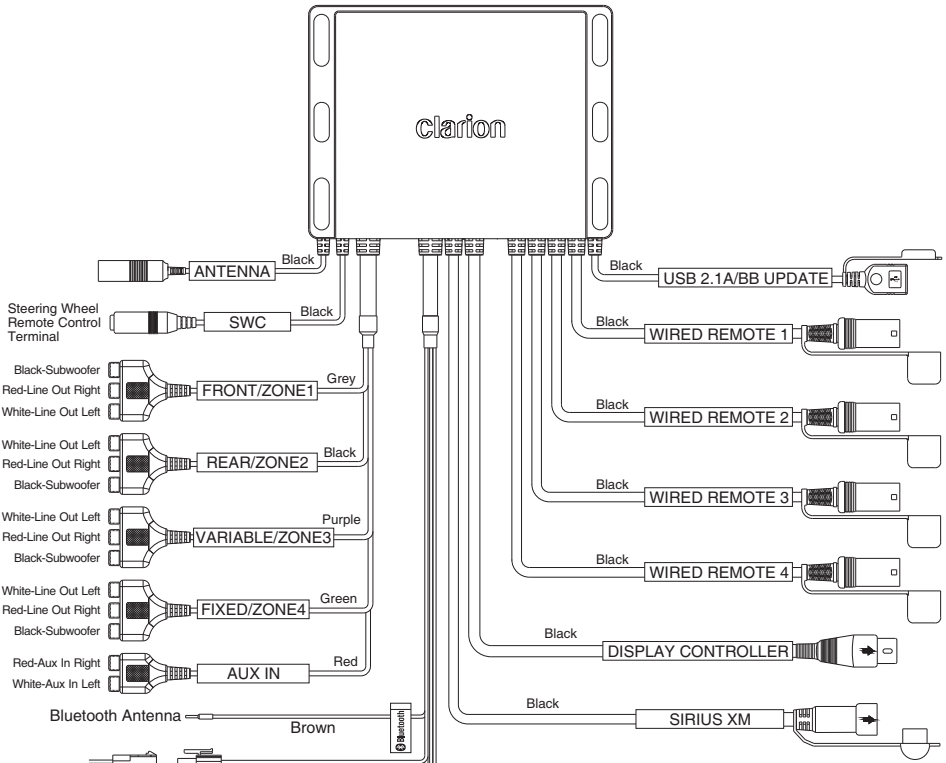 clarion
Black
ANTENNA
Steering Wheel
Remote Control
Terminal
SWC
Black
Black-Subwoofer
Red-Line Out Right
White-Line Out Left
FRONT/ZONE1
Grey
White-Line Out Left
Red-Line Out Right
Black-Subwoofer
REAR/ZONE2
Black
White-Line Out Left
Red-Line Out Right
Black-Subwoofer
VARIABLE/ZONE3
Purple
White-Line Out Left
Red-Line Out Right
Black-Subwoofer
FIXED/ZONE4
Green
Red-Aux In Right
White-Aux In Left
AUX IN
Red
Bluetooth Antenna
Brown
Bluetooth
Black
USB 2.1A/BB UPDATE
Black
WIRED REMOTE 1
Black
WIRED REMOTE 2
Black
WIRED REMOTE 3
Black
WIRED REMOTE 4
Black
DISPLAY CONTROLLER
Black
SIRIUS XM